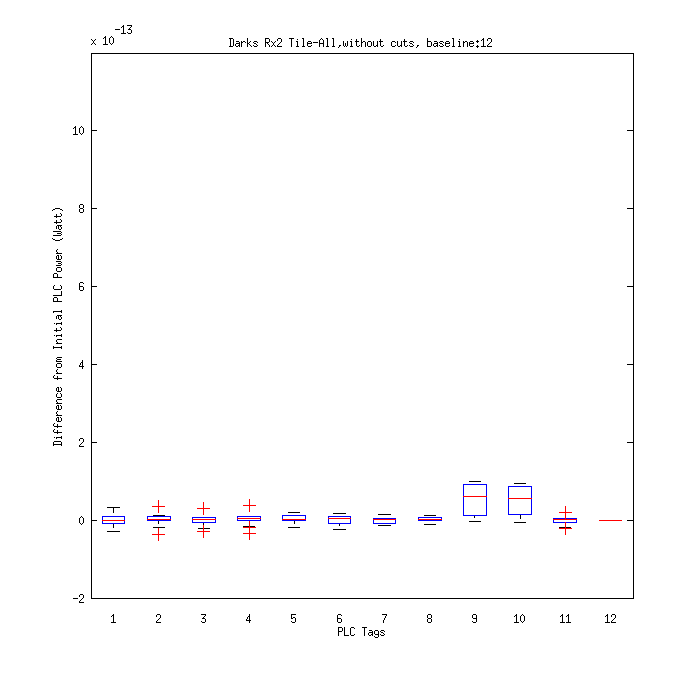 x 10^-13
Darks Rx2 Tile-All,without cuts, baseline:12
Difference from Initial PLC Power (Watt)
10
8
6
4
2
0
-2
1 2 3 4 5 6 7 8 9 10 11 12
PLC Tags